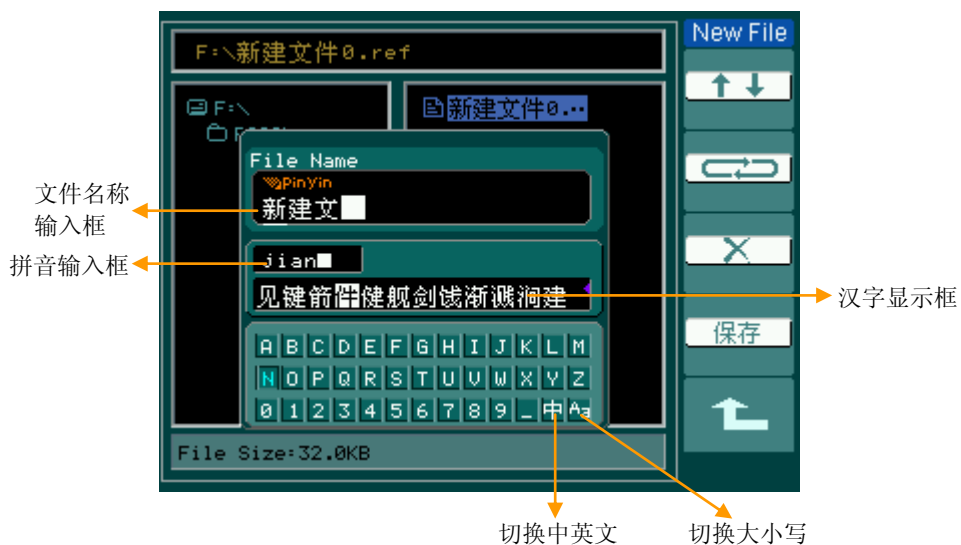 New File
F:\新建文件0.ref
F:\
新建文件0.··
File Name
PinYin
新建文
jian
见键箭件健舰剑饯渐溅涧建
A B C D E F G H I J K L M
N O P Q R S T U V W X Y Z
0 1 2 3 4 5 6 7 8 9 _ 中 Aa
File Size:32.0KB
保存
文件名称
输入框
拼音输入框
汉字显示框
切换中英文
切换大小写